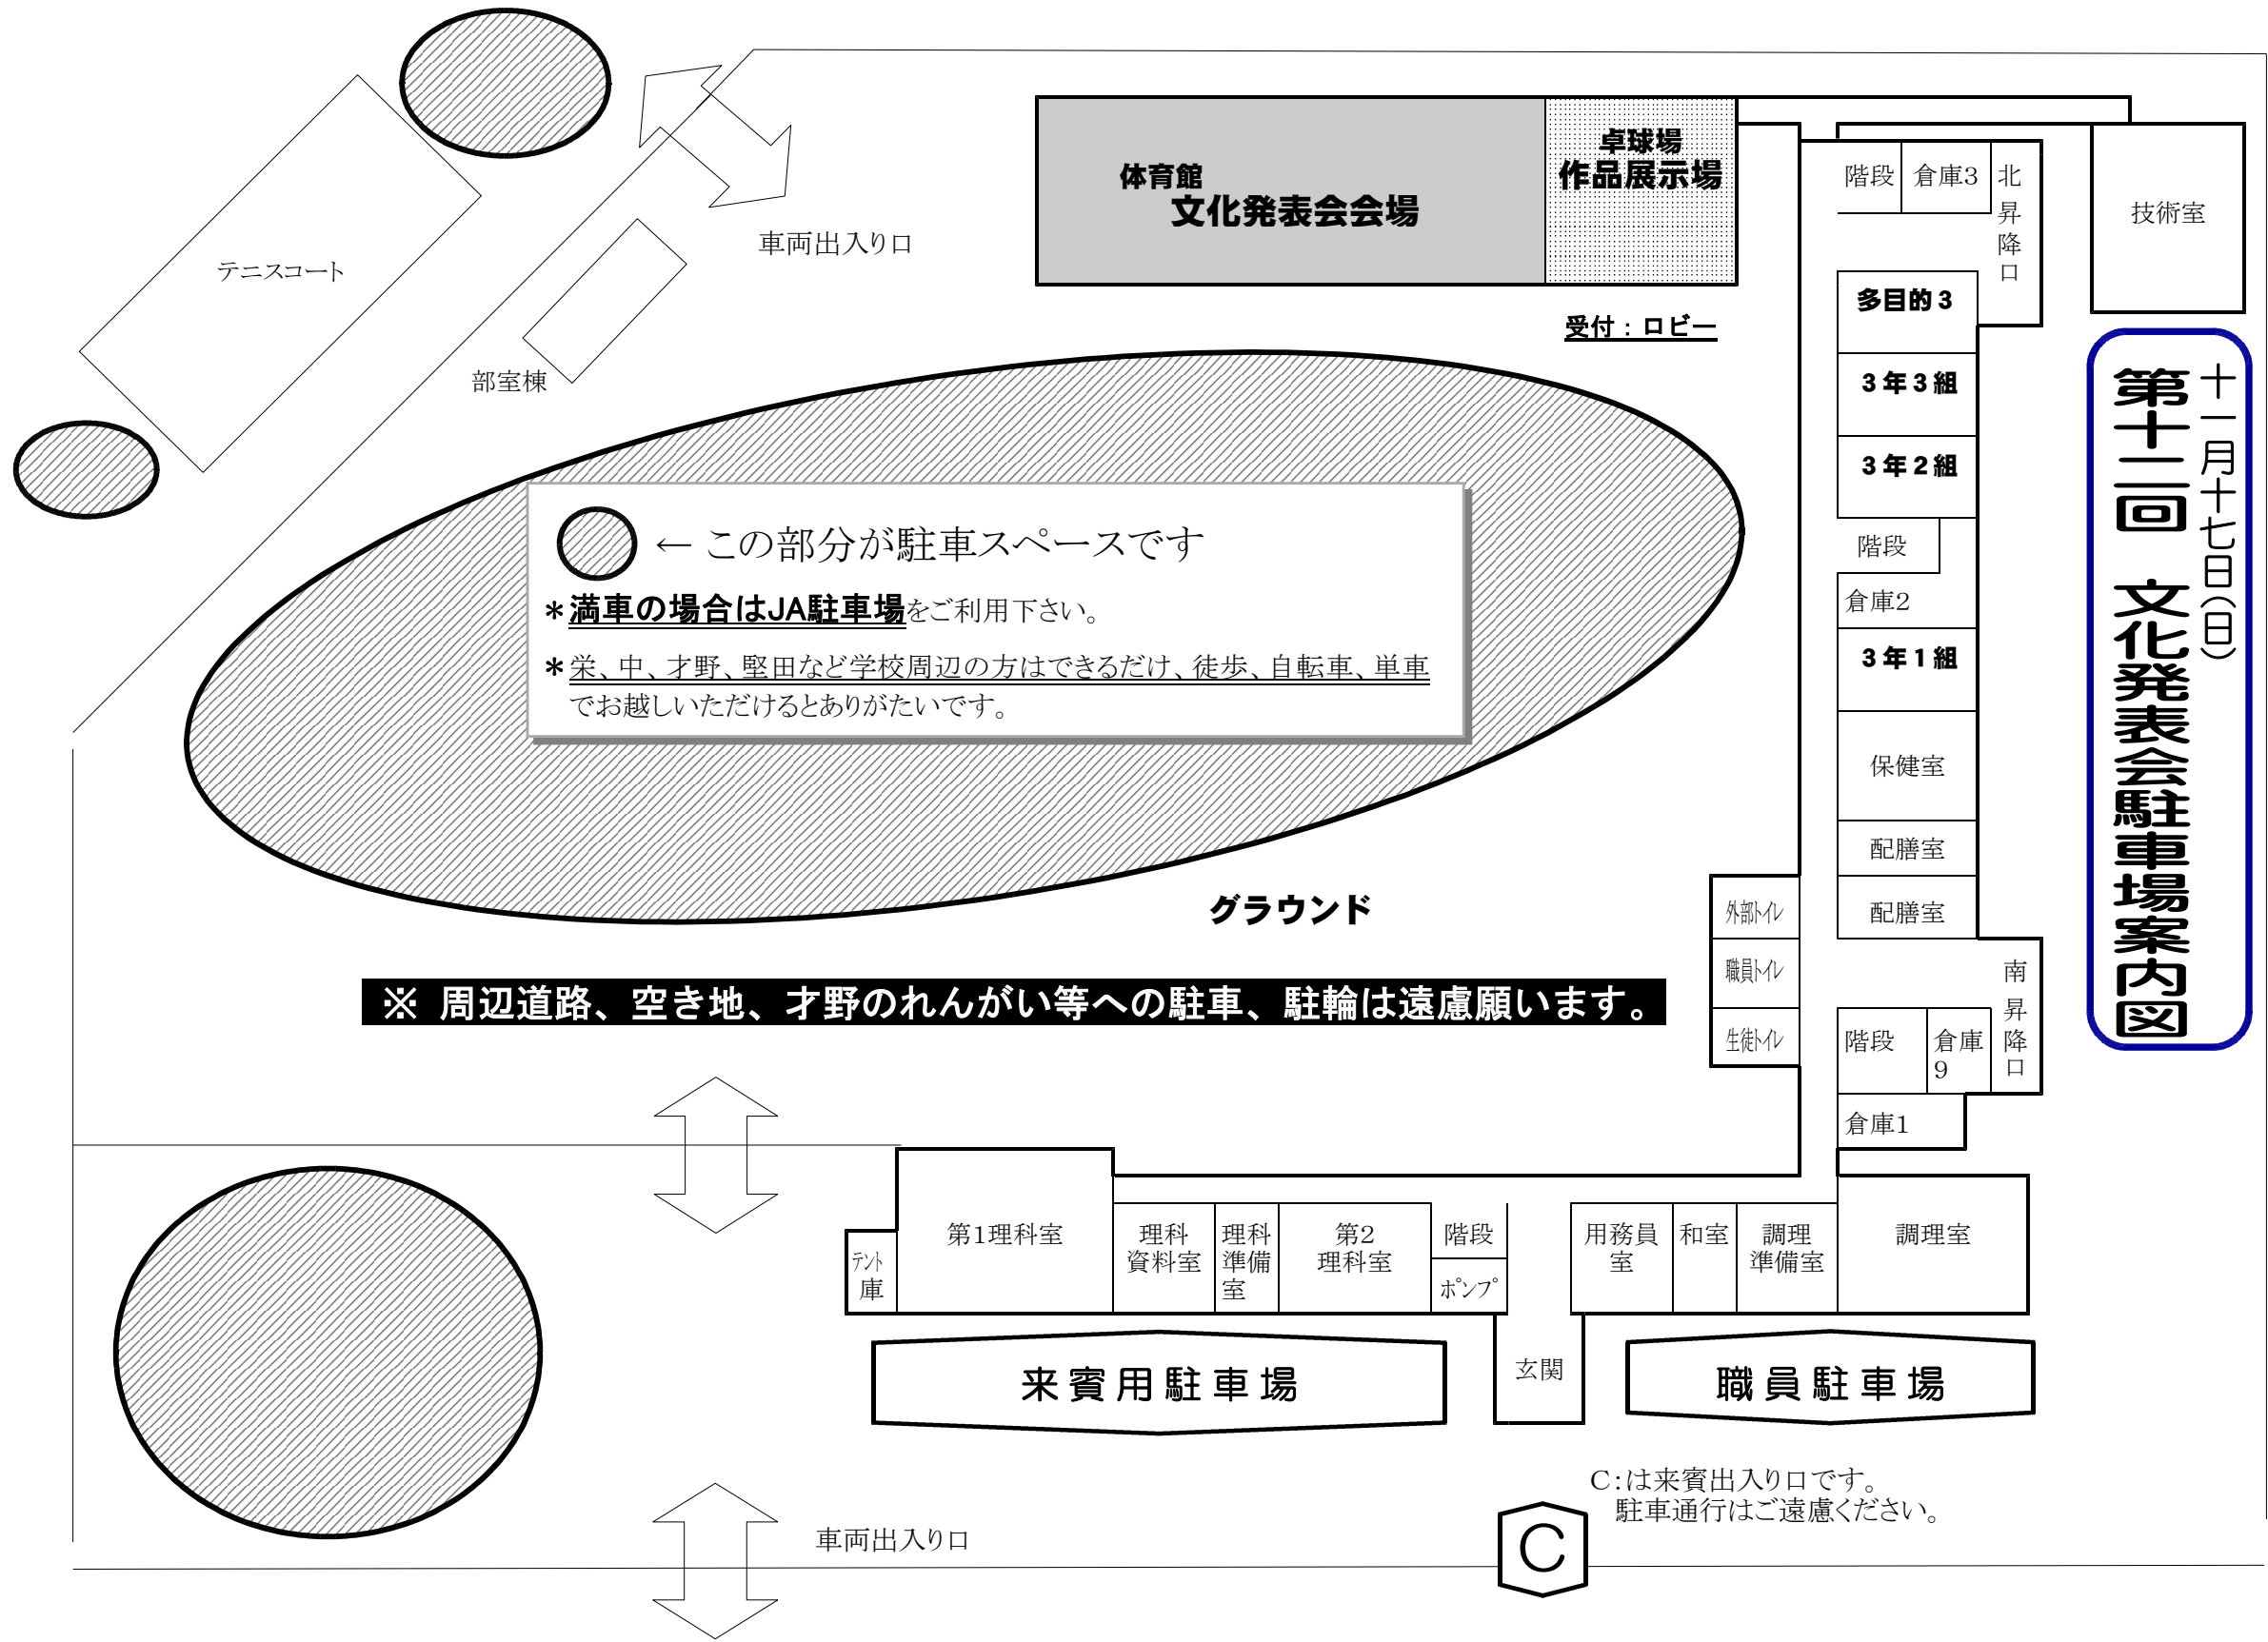 十一月十七日(日)
第十二回 文化発表会駐車場案内図
体育館
文化発表会会場
卓球場
作品展示場
受付:ロビー
車両出入り口
テニスコート
部室棟
階段
倉庫3
北昇降口
技術室
多目的3
3年3組
3年2組
階段
倉庫2
3年1組
保健室
配膳室
配膳室
← この部分が駐車スペースです
*満車の場合はJA駐車場をご利用下さい。
*栄、中、才野、堅田など学校周辺の方はできるだけ、徒歩、自転車、単車
でお越しいただけるとありがたいです。
グラウンド
外部トイレ
職員トイレ
生徒トイレ
南昇降口
階段
倉庫
9
倉庫1
※ 周辺道路、空き地、才野のれんがい等への駐車、駐輪は遠慮願います。
テント
庫
第1理科室
理科
資料室
理科
準備
室
第2
理科室
階段
ポンプ
用務員
室
和室
調理
準備室
調理室
来賓用駐車場
玄関
職員駐車場
C:は来賓出入り口です。
駐車通行はご遠慮ください。
C
車両出入り口